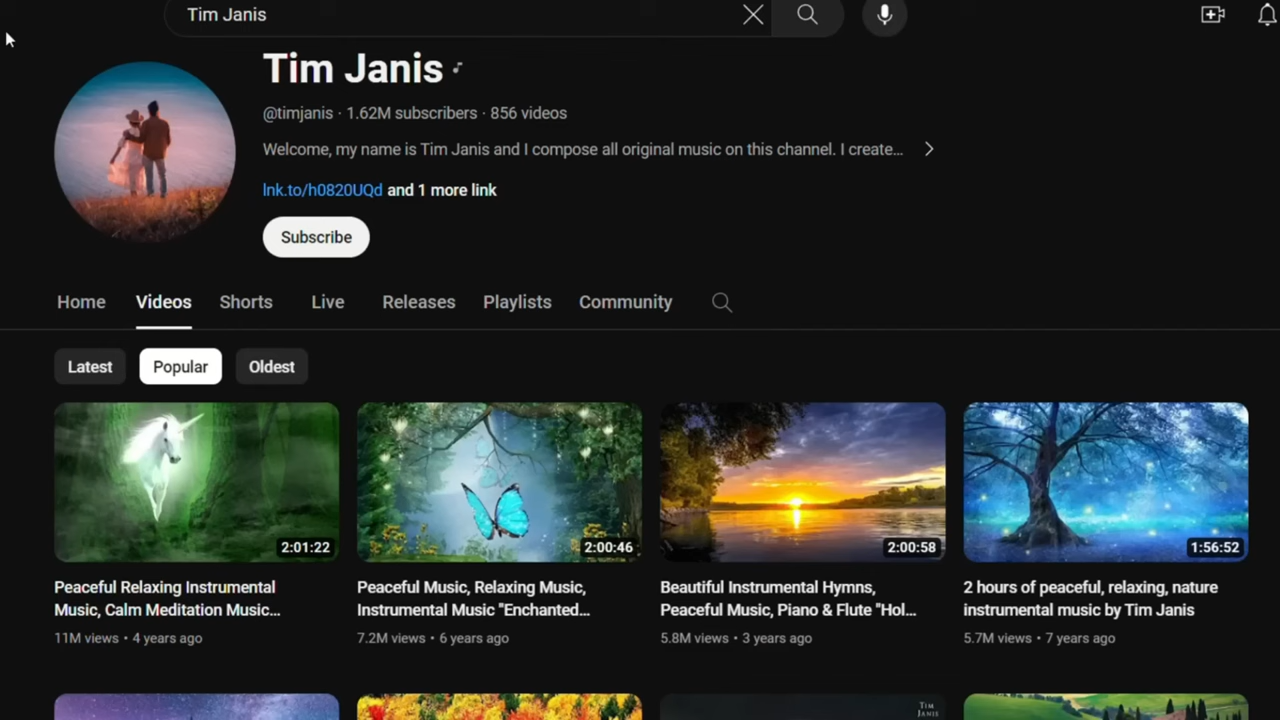 Tim Janis
Tim Janis
@timjanis · 1.62M subscribers · 856 videos
Welcome, my name is Tim Janis and I compose all original music on this channel. I create...
lnk.to/h0820UQd and 1 more link
Subscribe
Home Videos Shorts Live Releases Playlists Community
Latest Popular Oldest
2:01:22 2:00:46 2:00:58 1:56:52
Peaceful Relaxing Instrumental
Music, Calm Meditation Music...
11M views • 4 years ago
Peaceful Music, Relaxing Music,
Instrumental Music "Enchanted...
7.2M views • 6 years ago
Beautiful Instrumental Hymns,
Peaceful Music, Piano & Flute "Hol...
5.8M views • 3 years ago
2 hours of peaceful, relaxing, nature
instrumental music by Tim Janis
5.7M views • 7 years ago
TIM
JANIS